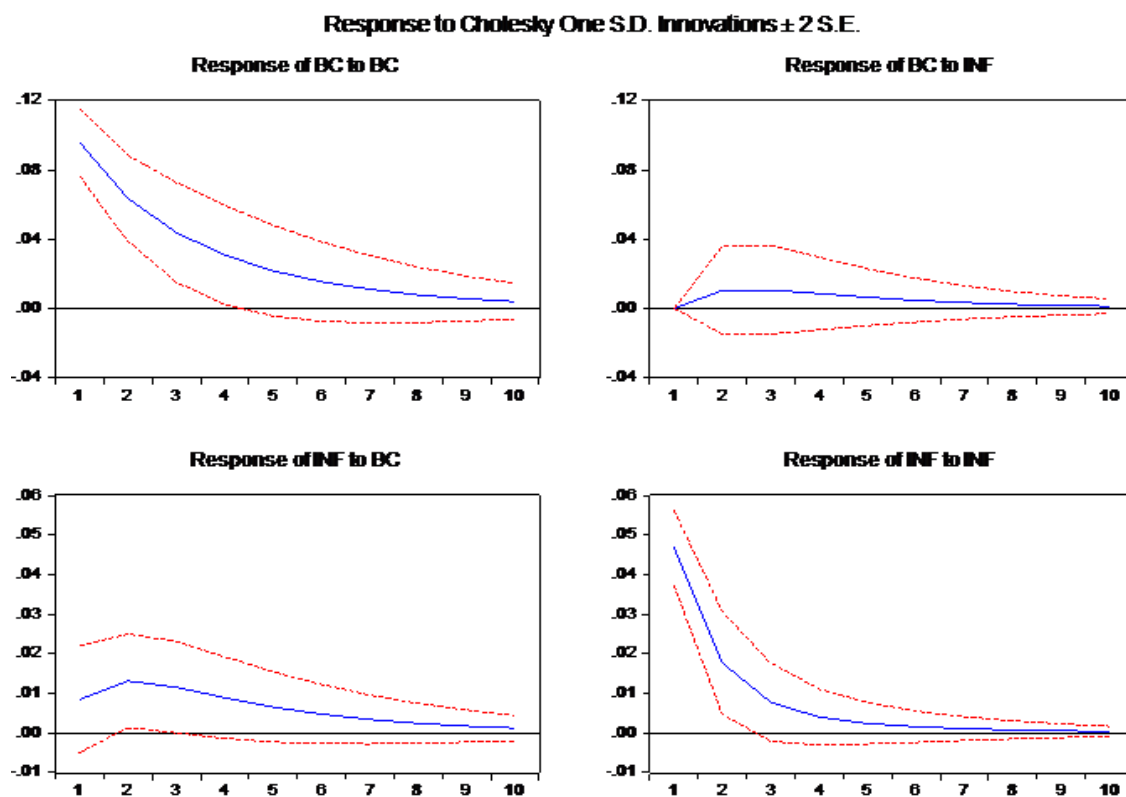 Response to Cholesky One S.D. Innovations ± 2 S.E.
Response of BC to BC
.12
.08
.04
.00
-.04
1 2 3 4 5 6 7 8 9 10
Response of BC to INF
.12
.08
.04
.00
-.04
1 2 3 4 5 6 7 8 9 10
Response of INF to BC
.06
.05
.04
.03
.02
.01
.00
-.01
1 2 3 4 5 6 7 8 9 10
Response of INF to INF
.06
.05
.04
.03
.02
.01
.00
-.01
1 2 3 4 5 6 7 8 9 10